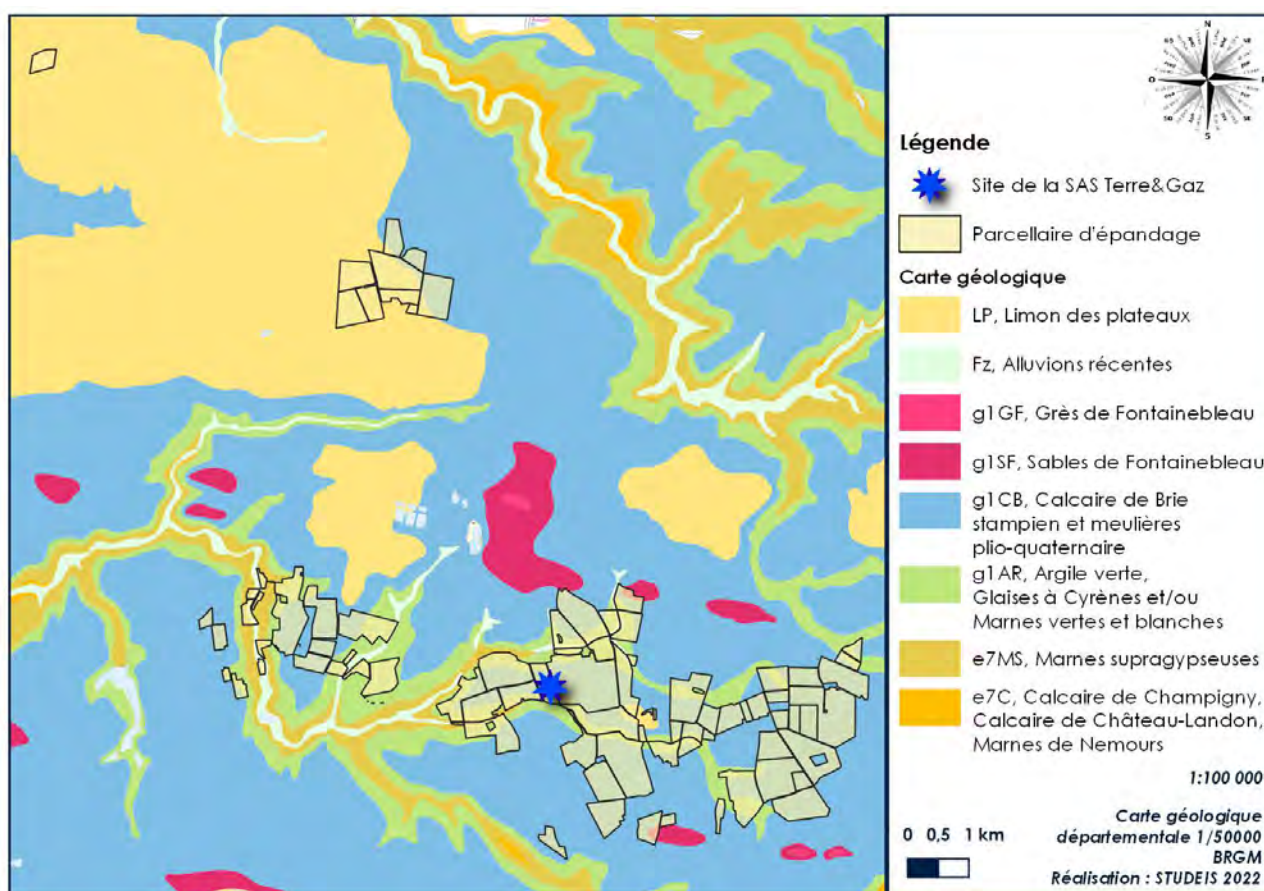 N
O
S
Légende
Site de la SAS Terre&Gaz
Parcellaire d'épandage
Carte géologique
LP, Limon des plateaux
Fz, Alluvions récentes
g1GF, Grès de Fontainebleau
g1SF, Sables de Fontainebleau
g1CB, Calcaire de Brie
stampien et meulières
plio-quaternaire
g1AR, Argile verte,
Glaises à Cyrènes et/ou
Marnes vertes et blanches
e7MS, Marnes supragypseuses
e7C, Calcaire de Champigny,
Calcaire de Château-Landon,
Marnes de Nemours
1:100 000
0 0,5 1 km
Carte géologique
départementale 1/50000
BRGM
Réalisation : STUDEIS 2022